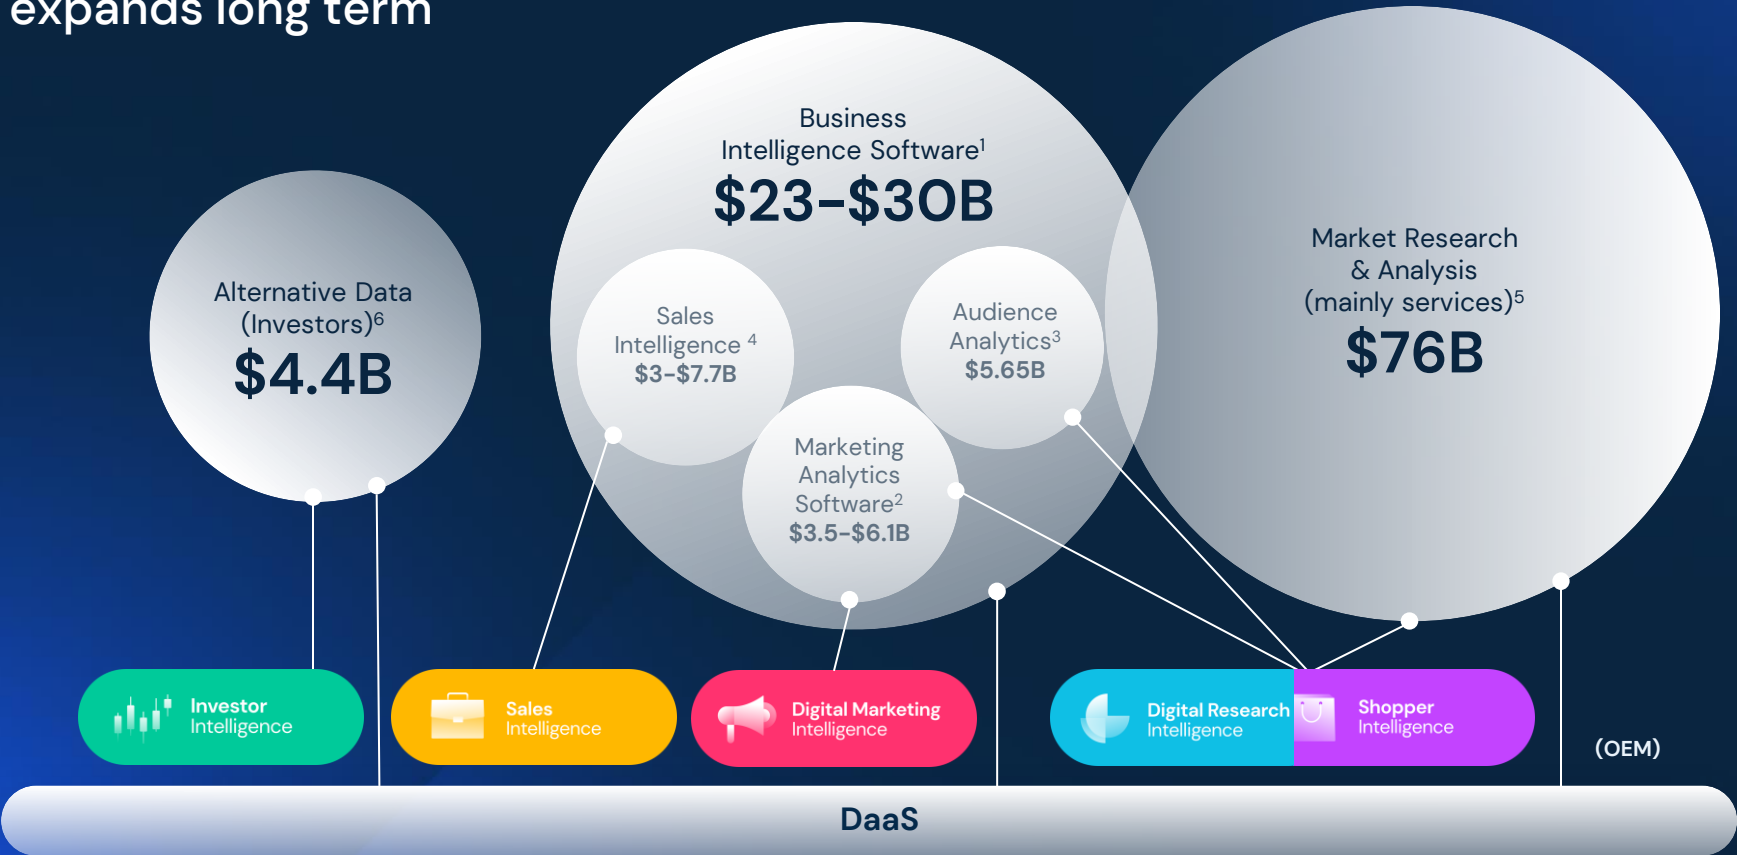 expands long term
Alternative Data
(Investors)6
$4.4B
Business
Intelligence Software1
$23-$30B
Sales
Intelligence 4
$3-$7.7B
Audience
Analytics3
$5.65B
Marketing
Analytics
Software2
$3.5-$6.1B
Market Research
& Analysis
(mainly services)5
$76B
Investor
Intelligence
Sales
Intelligence
Digital Marketing
Intelligence
Digital Research
Intelligence
Shopper
Intelligence
(OEM)
DaaS